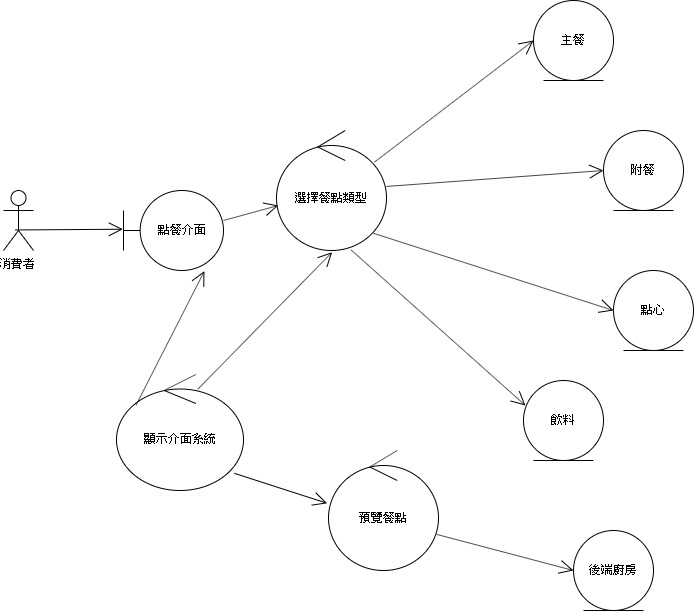 主餐
附餐
選擇餐點類型
點餐介面
消費者
點心
飲料
顯示介面系統
預覽餐點
後端廚房